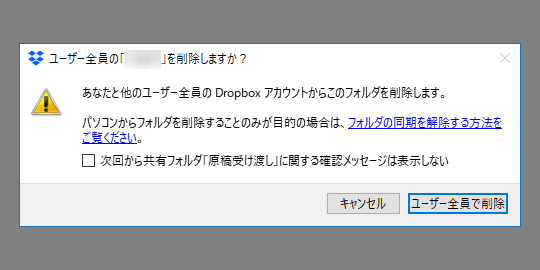 ユーザー全員の「」を削除しますか？
あなたと他のユーザー全員の Dropbox アカウントからこのフォルダを削除します。
パソコンからフォルダを削除することのみが目的の場合は、フォルダの同期を解除する方法を
ご覧ください。
次回から共有フォルダ「原稿受け渡し」に関する確認メッセージは表示しない
キャンセル
ユーザー全員で削除